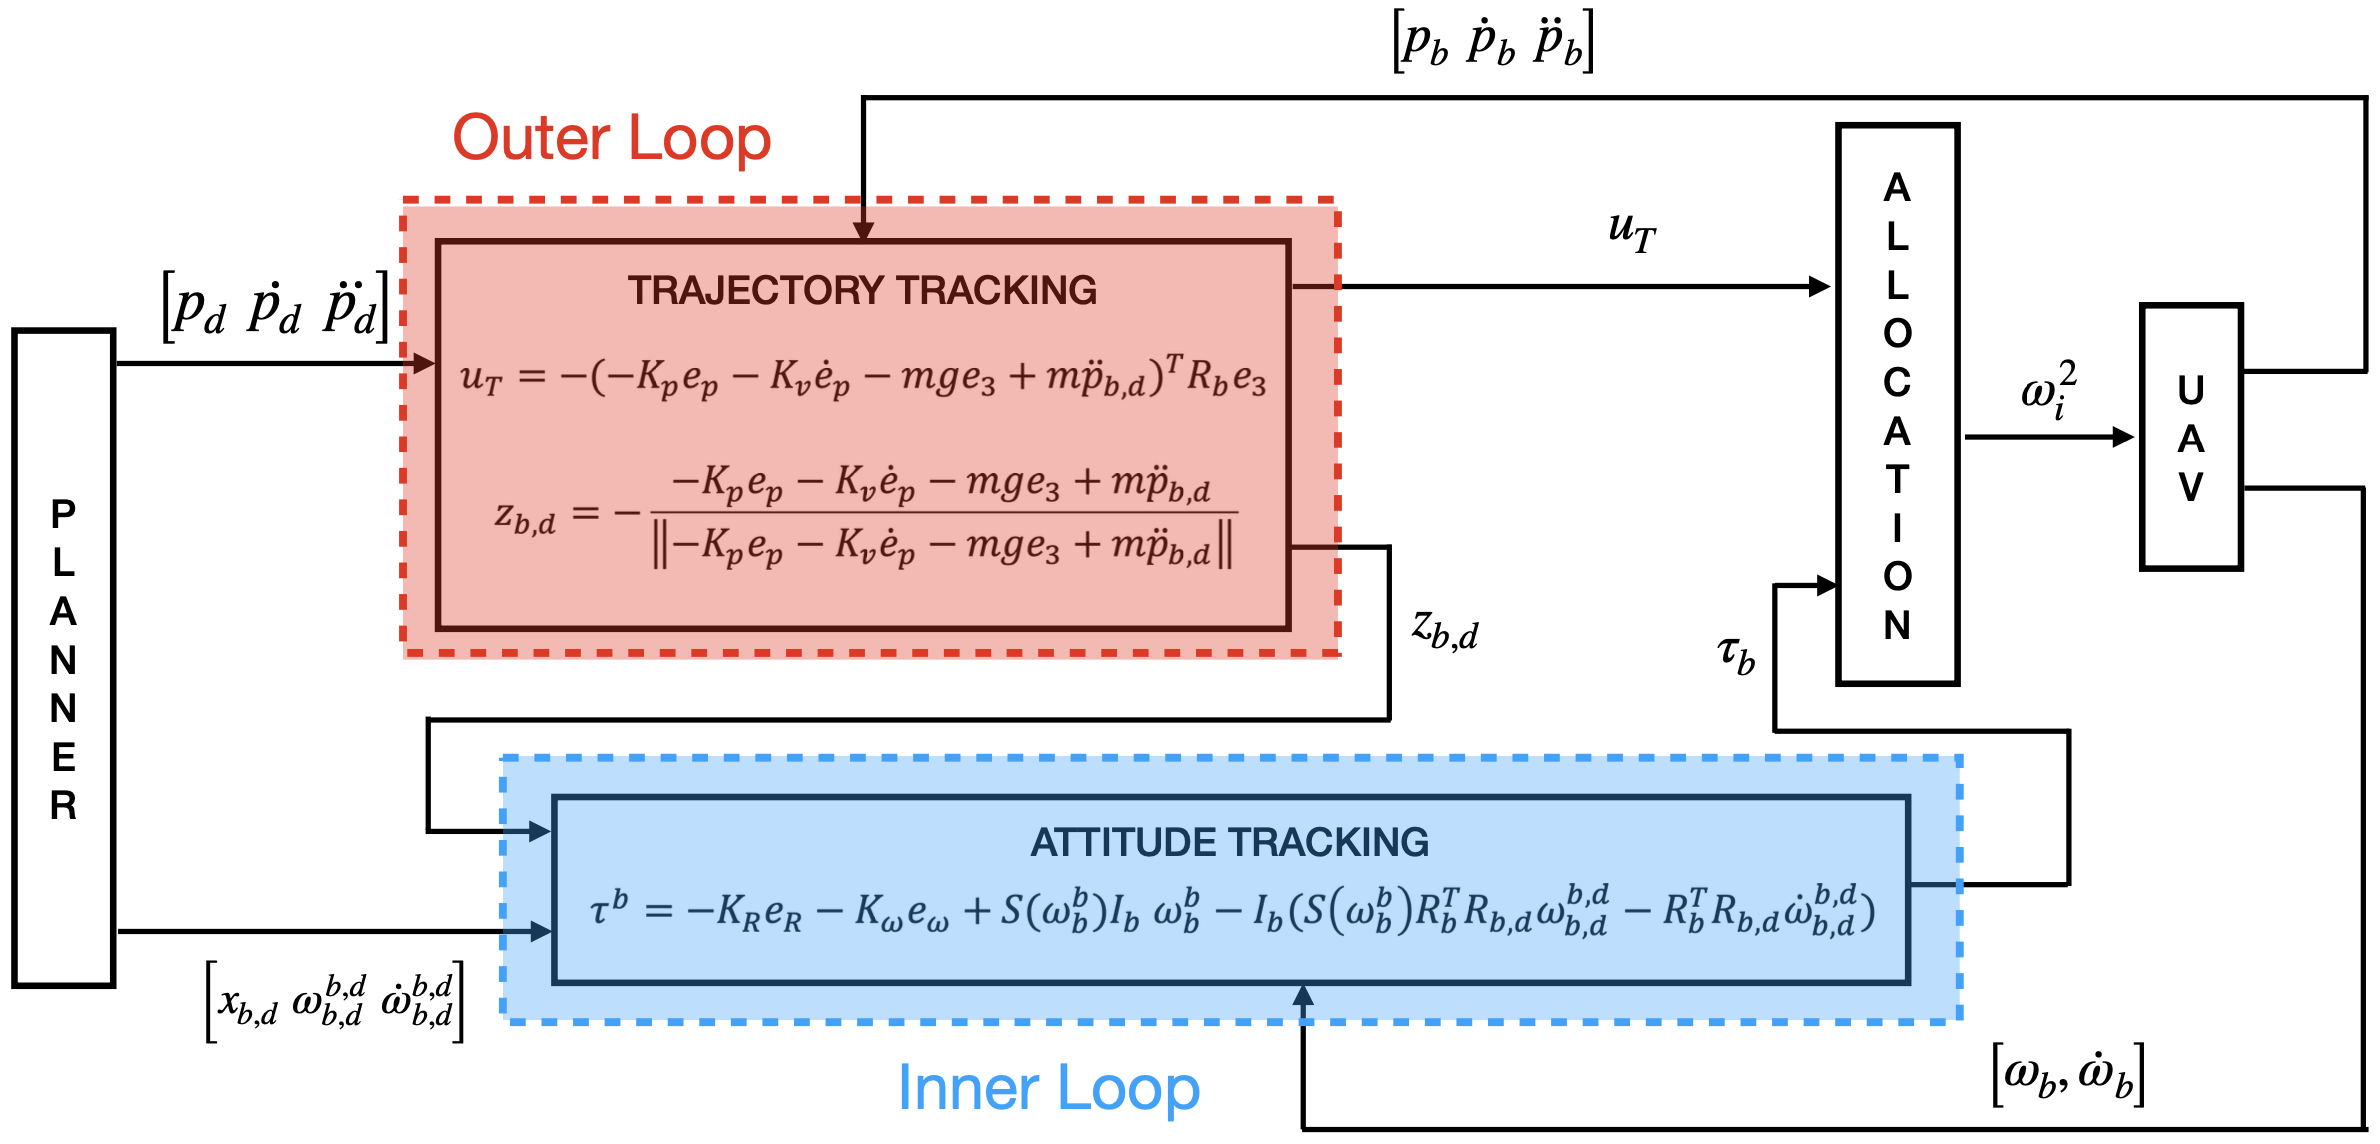 [p_b ṗ_b p̈_b]
Outer Loop
[p_d ṗ_d p̈_d]
TRAJECTORY TRACKING
u_T = −(−K_p e_p − K_v ė_p − mge_3 + mp̈_{b,d})^T R_b e_3
z_{b,d} = − (−K_p e_p − K_v ė_p − mge_3 + mp̈_{b,d}) / ‖−K_p e_p − K_v ė_p − mge_3 + mp̈_{b,d}‖
u_T
ALLOCATION
ω_i^2
UAV
z_{b,d}
τ_b
PLANNER
ATTITUDE TRACKING
τ^b = −K_R e_R − K_ω e_ω + S(ω_b^b)I_b ω_b^b − I_b(S(ω_b^b)R_b^T R_{b,d} ω_{b,d}^{b,d} − R_b^T R_{b,d} ω̇_{b,d}^{b,d})
[x_{b,d} ω_{b,d}^{b,d} ω̇_{b,d}^{b,d}]
Inner Loop
[ω_b, ω̇_b]